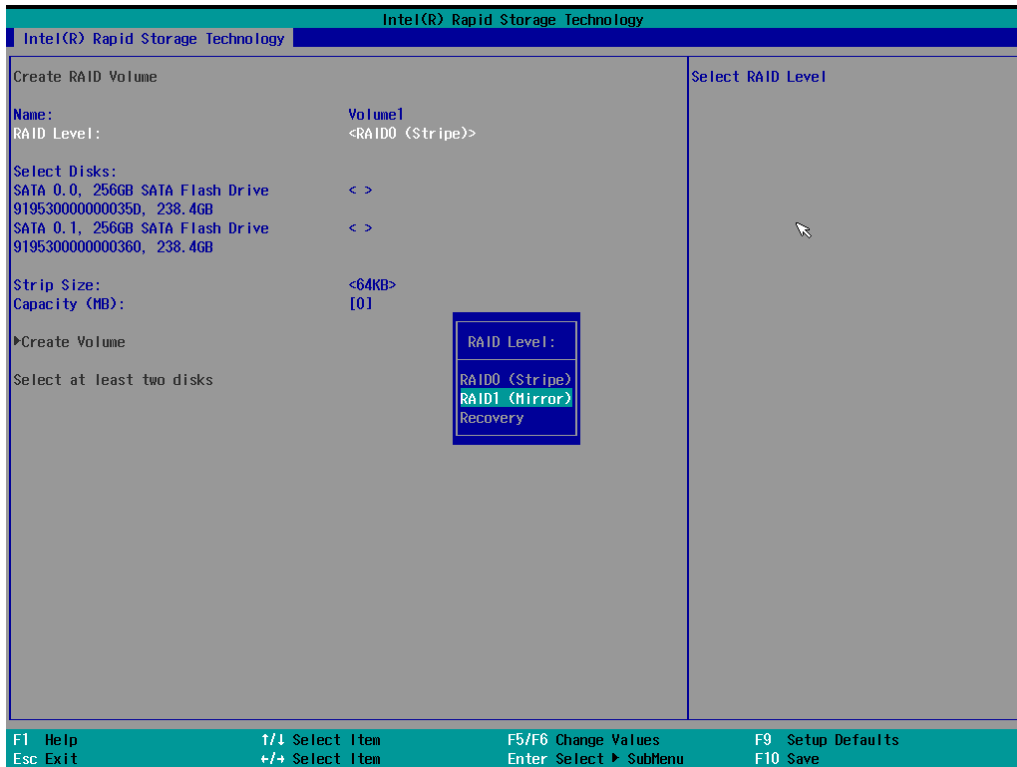 Intel(R) Rapid Storage Technology
Intel(R) Rapid Storage Technology
Create RAID Volume
Select RAID Level
Name: Volume1
RAID Level: <RAID0 (Stripe)>
Select Disks:
SATA 0.0, 256GB SATA Flash Drive < >
919530000000035D, 238.4GB
SATA 0.1, 256GB SATA Flash Drive < >
9195300000000360, 238.4GB
Strip Size: <64KB>
Capacity (MB): [0]
▶Create Volume
Select at least two disks
RAID Level:
RAID0 (Stripe)
RAID1 (Mirror)
Recovery
F1 Help ↑/↓ Select Item F5/F6 Change Values F9 Setup Defaults
Esc Exit ←/→ Select Item Enter Select ▶ SubMenu F10 Save